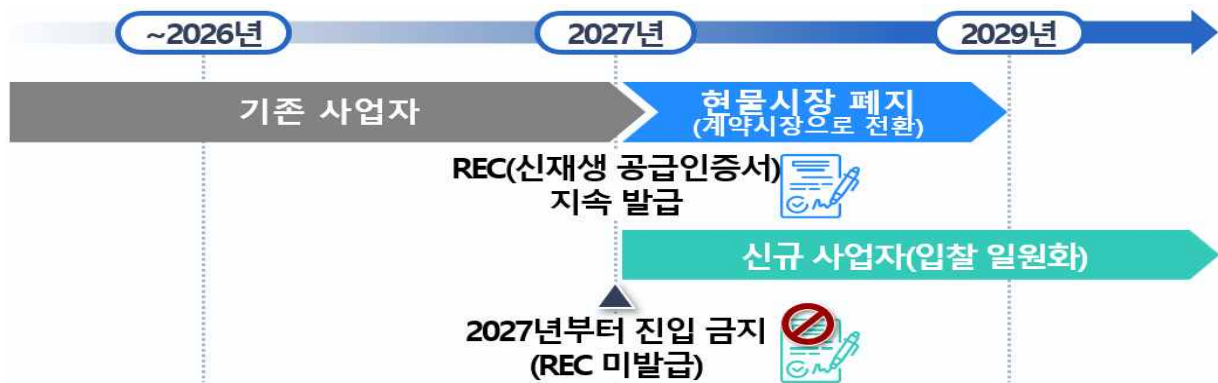 ~2026년
2027년
2029년
기존 사업자
현물시장 폐지
(계약시장으로 전환)
REC(신재생 공급인증서)
지속 발급
신규 사업자(입찰 일원화)
2027년부터 진입 금지
(REC 미발급)